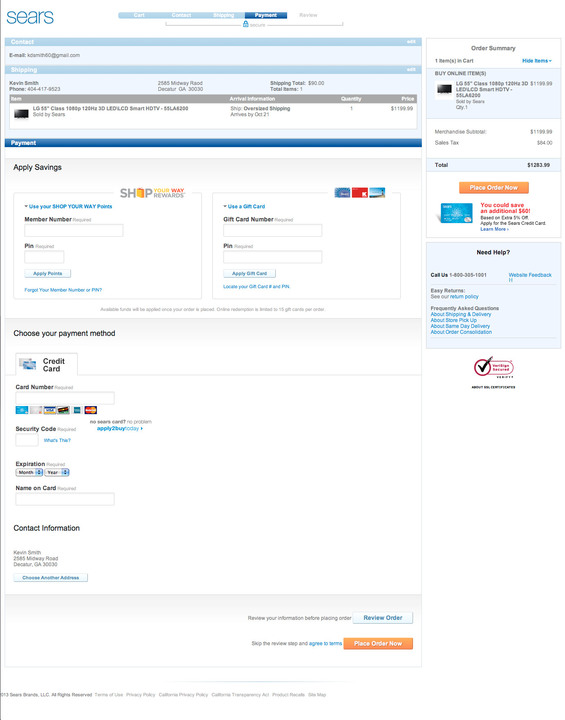 sears
Cart Contact Shipping Payment Review
SECURE
Contact edit
E-mail: kdsmith60@gmail.com
Shipping edit
Kevin Smith 2585 Midway Raod Shipping Total: $90.00
Phone: 404-417-9523 Decatur GA, 30030 Total Items: 1
Item Arrival Information Quantity Price
LG 55" Class 1080p 120Hz 3D LED\LCD Smart HDTV - 55LA6200 Ship: Oversized Shipping 1 $1199.99
Sold by Sears Arrives by Oct 21
Payment
Apply Savings
SHOP YOUR WAY REWARDS
Use your SHOP YOUR WAY Points
Member Number Required
Pin Required
Apply Points
Forgot Your Member Number or PIN?
Use a Gift Card
Gift Card Number Required
Pin Required
Apply Gift Card
Locate your Gift Card # and PIN
Available funds will be applied once your order is placed. Online redemption is limited to 15 gift cards per order.
Choose your payment method
Credit
Card
Card Number Required
VISA
no sears card? no problem
apply2buytoday
Security Code Required
What's This?
Expiration Required
Month Year
Name on Card Required
Contact Information
Kevin Smith
2585 Midway Road
Decatur, GA 30030
Choose Another Address
Review your information before placing order Review Order
Skip the review step and agree to terms Place Order Now
Order Summary
1 Item(s) in Cart Hide Items
BUY ONLINE ITEM(S)
LG 55" Class 1080p 120Hz 3D $1199.99
LED\LCD Smart HDTV -
55LA6200
Sold by Sears
Qty:1
Merchandise Subtotal: $1199.99
Sales Tax $84.00
Total $1283.99
Place Order Now
You could save
an additional $60!
Based on Extra 5% Off.
Apply for the Sears Credit Card.
Learn More
Need Help?
Call Us 1-800-305-1001 Website Feedback
Easy Returns:
See our return policy
Frequently Asked Questions
About Shipping & Delivery
About Store Pick Up
About Same Day Delivery
About Order Consolidation
VeriSign
Secured
VERIFY
ABOUT SSL CERTIFICATES
013 Sears Brands, LLC. All Rights Reserved Terms of Use Privacy Policy California Privacy Policy California Transparency Act Product Recalls Site Map